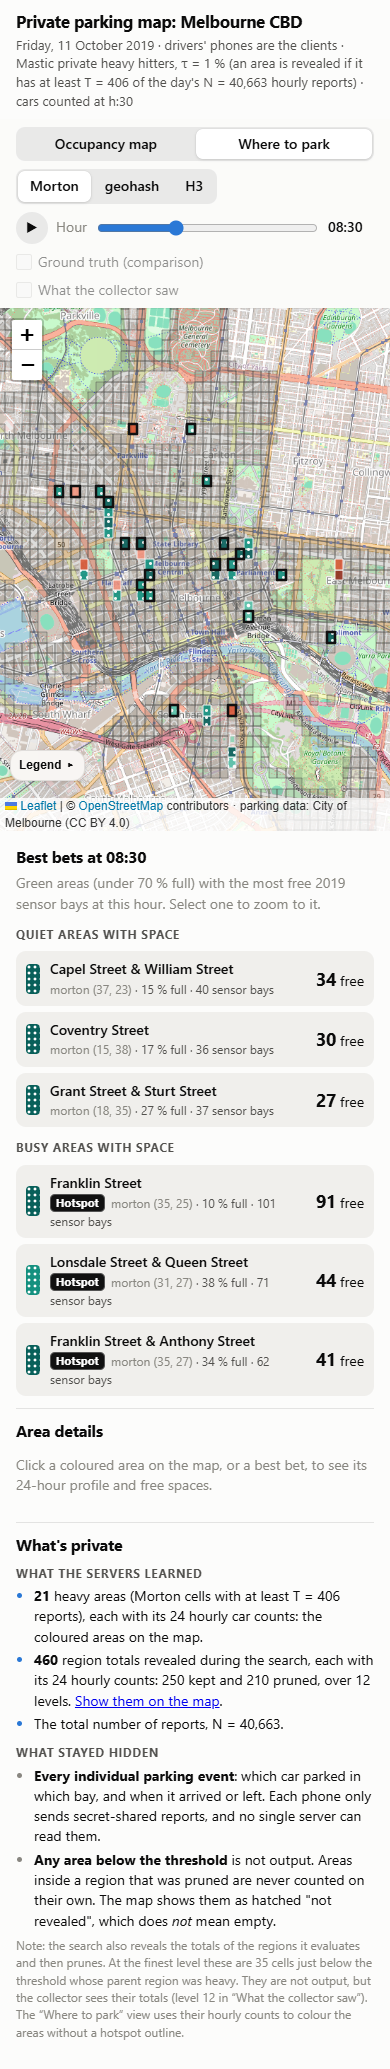 Private parking map: Melbourne CBD
Friday, 11 October 2019 · drivers' phones are the clients ·
Mastic private heavy hitters, τ = 1 % (an area is revealed if it
has at least T = 406 of the day's N = 40,663 hourly reports) ·
cars counted at h:30
Occupancy map
Where to park
Morton
geohash
H3
Hour
08:30
Ground truth (comparison)
What the collector saw
+
−
Parkville
Melbourne
General
Cemetery
Edinburgh
Gardens
Fitzroy
Collingw
Parkville
State Library
Melbourne
Central
Parliament
East Melbourn
Latrobe
Street
Bridge
Melbourne
Town Hall
Flinders
Street
Southern
Cross
Avenue
Bridge
Charles
Grimes
Bridge
South Wharf
Royal
Botanic
Gardens
CityLink
Legend ▸
Leaflet | © OpenStreetMap contributors · parking data: City of
Melbourne (CC BY 4.0)
Best bets at 08:30
Green areas (under 70 % full) with the most free 2019
sensor bays at this hour. Select one to zoom to it.
QUIET AREAS WITH SPACE
Capel Street & William Street
morton (37, 23) · 15 % full · 40 sensor bays
34 free
Coventry Street
morton (15, 38) · 17 % full · 36 sensor bays
30 free
Grant Street & Sturt Street
morton (18, 35) · 27 % full · 37 sensor bays
27 free
BUSY AREAS WITH SPACE
Franklin Street
Hotspot morton (35, 25) · 10 % full · 101
sensor bays
91 free
Lonsdale Street & Queen Street
Hotspot morton (31, 27) · 38 % full · 71
sensor bays
44 free
Franklin Street & Anthony Street
Hotspot morton (35, 27) · 34 % full · 62
sensor bays
41 free
Area details
Click a coloured area on the map, or a best bet, to see its
24-hour profile and free spaces.
What's private
WHAT THE SERVERS LEARNED
21 heavy areas (Morton cells with at least T = 406
reports), each with its 24 hourly car counts: the
coloured areas on the map.
460 region totals revealed during the search, each with
its 24 hourly counts: 250 kept and 210 pruned, over 12
levels. Show them on the map.
The total number of reports, N = 40,663.
WHAT STAYED HIDDEN
Every individual parking event: which car parked in
which bay, and when it arrived or left. Each phone only
sends secret-shared reports, and no single server can
read them.
Any area below the threshold is not output. Areas
inside a region that was pruned are never counted on
their own. The map shows them as hatched "not
revealed", which does not mean empty.
Note: the search also reveals the totals of the regions it evaluates
and then prunes. At the finest level these are 35 cells just below the
threshold whose parent region was heavy. They are not output, but
the collector sees their totals (level 12 in “What the collector saw”).
The “Where to park” view uses their hourly counts to colour the
areas without a hotspot outline.